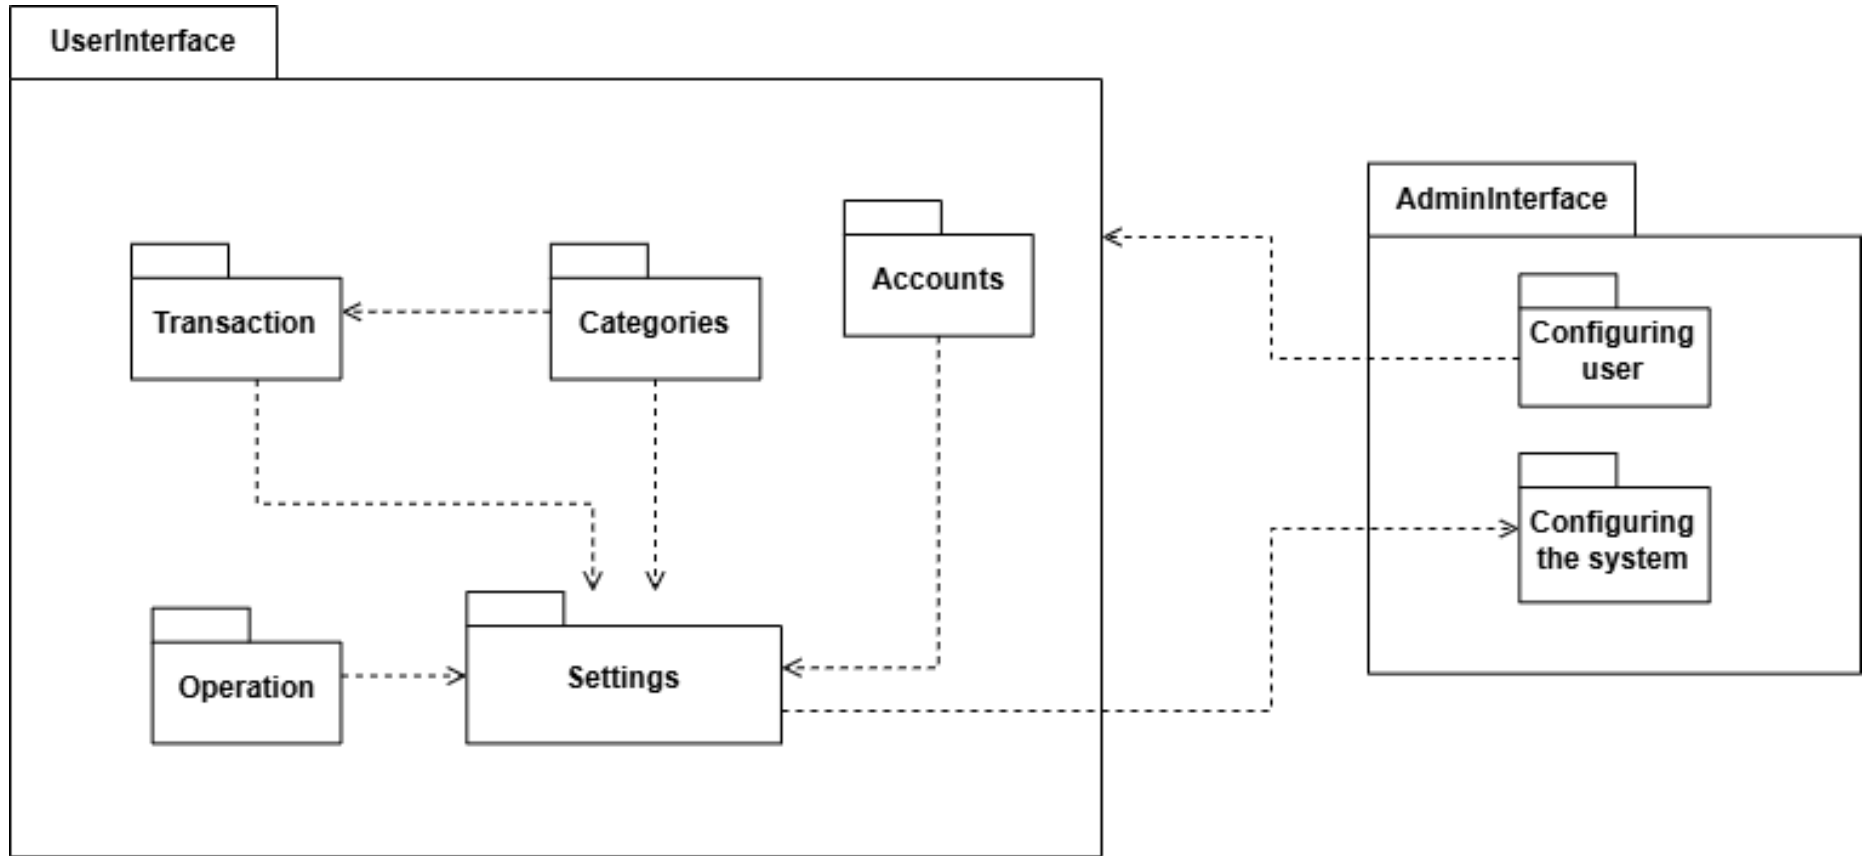 UserInterface
AdminInterface
Accounts
Transaction
Categories
Configuring
user
Configuring
the system
Operation
Settings